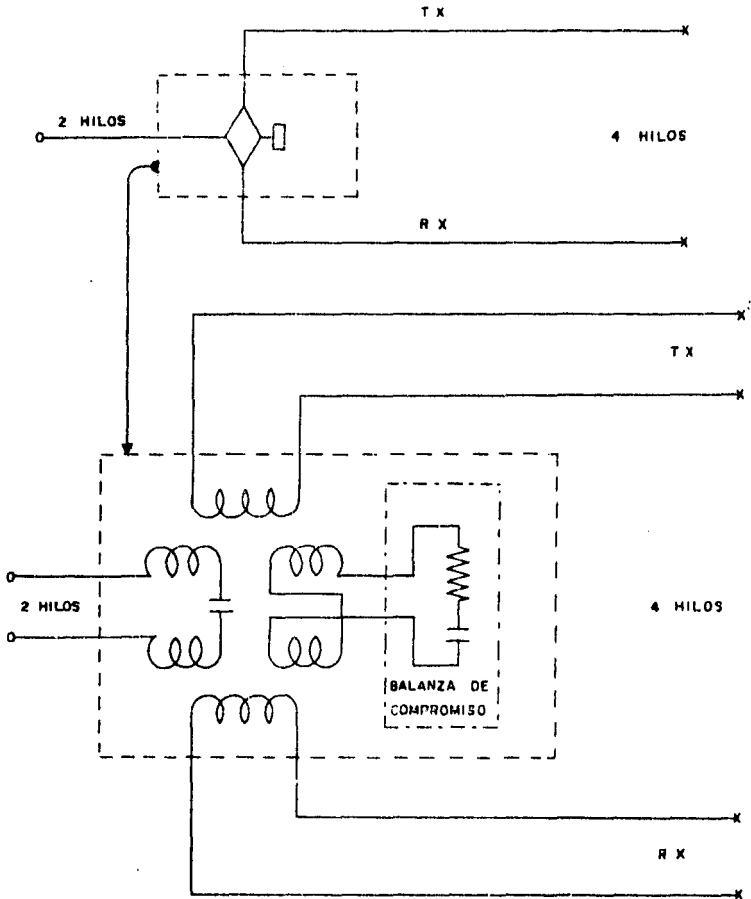 T X
2 HILOS
4 HILOS
R X
T X
2 HILOS
4 HILOS
BALANZA DE
COMPROMISO
R X